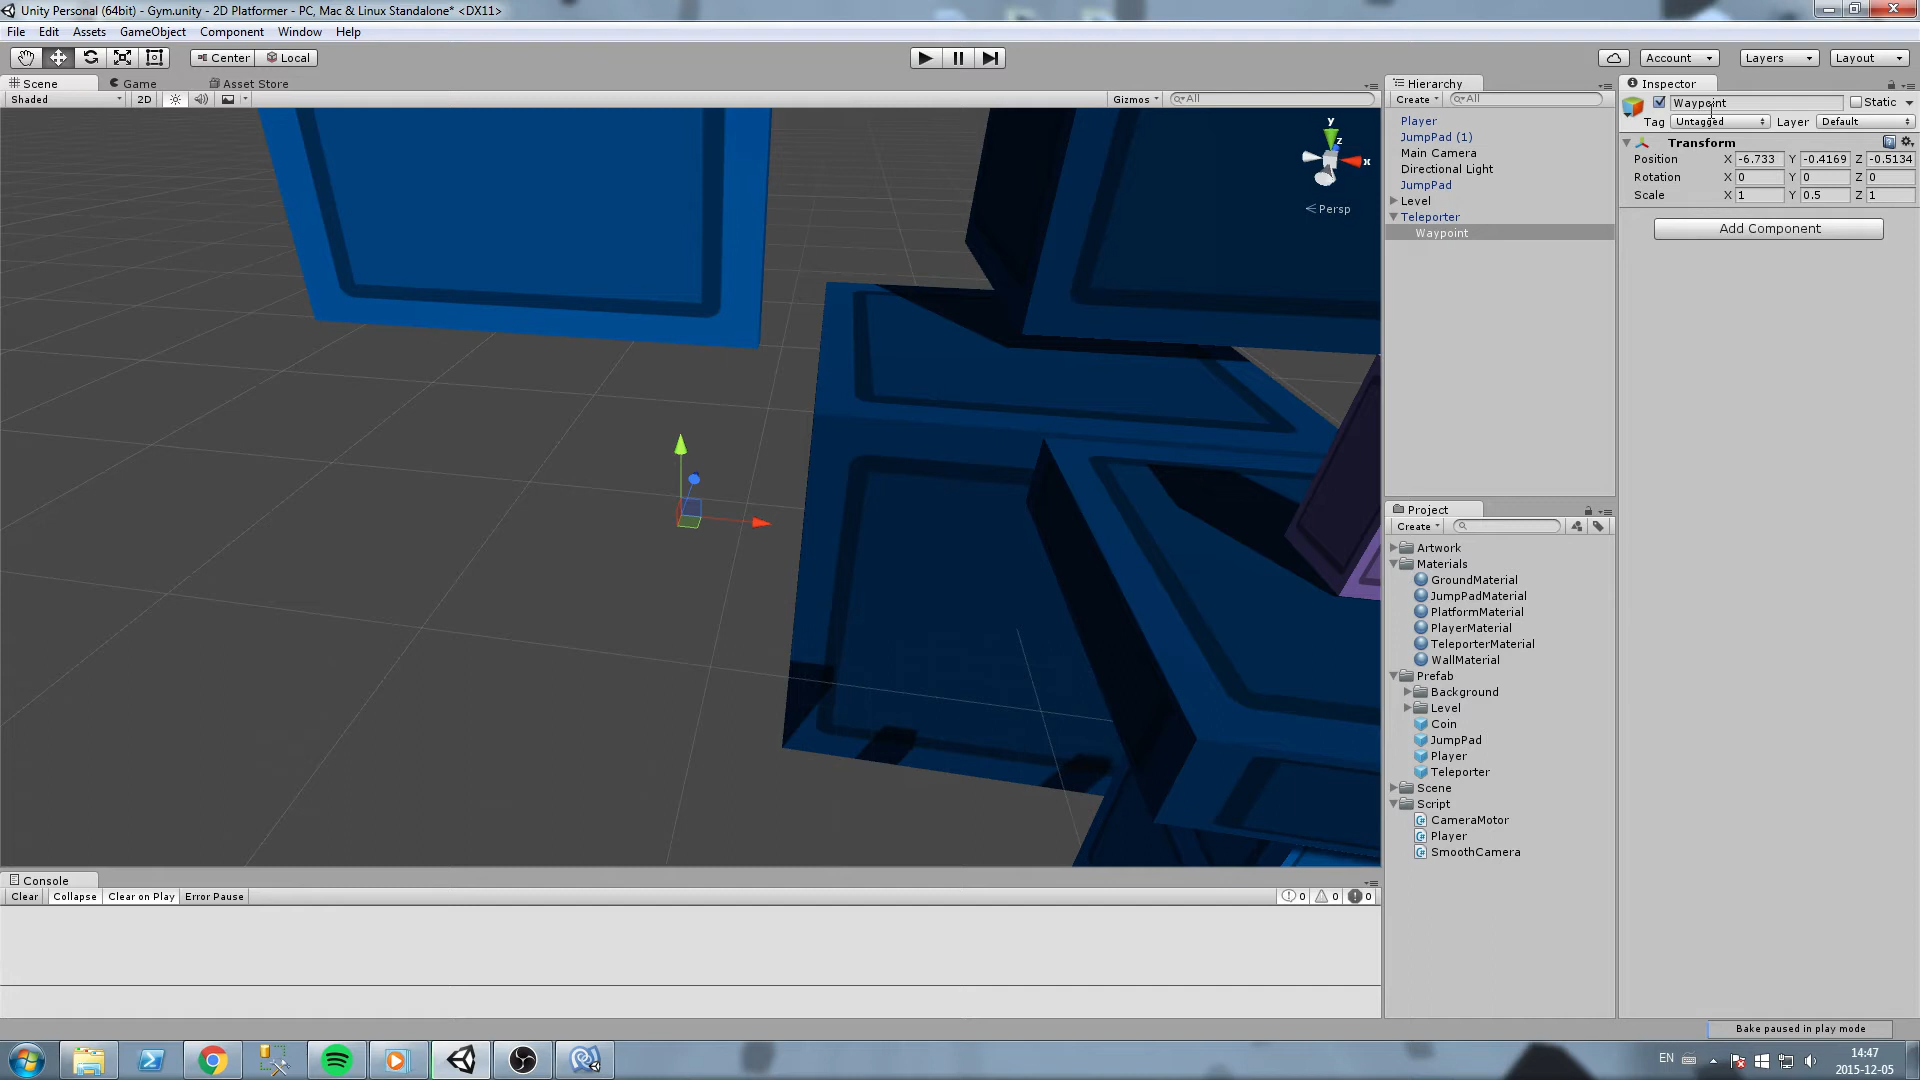 Unity Personal (64bit) - Gym.unity - 2D Platformer - PC, Mac & Linux Standalone* <DX11>
File Edit Assets GameObject Component Window Help
Center Local Account Layers Layout
Scene Game Asset Store
Shaded 2D Gizmos All
y
z
x
Persp
Hierarchy
Create All
Player
JumpPad (1)
Main Camera
Directional Light
JumpPad
Level
Teleporter
Waypoint
Project
Create
Artwork
Materials
GroundMaterial
JumpPadMaterial
PlatformMaterial
PlayerMaterial
TeleporterMaterial
WallMaterial
Prefab
Background
Level
Coin
JumpPad
Player
Teleporter
Scene
Script
CameraMotor
Player
SmoothCamera
Inspector
Waypoint Static
Tag Untagged Layer Default
Transform
Position X -6.733 Y -0.4169 Z -0.5134
Rotation X 0 Y 0 Z 0
Scale X 1 Y 0.5 Z 1
Add Component
Console
Clear Collapse Clear on Play Error Pause 0 0 0
Bake paused in play mode
EN 14:47
2015-12-05